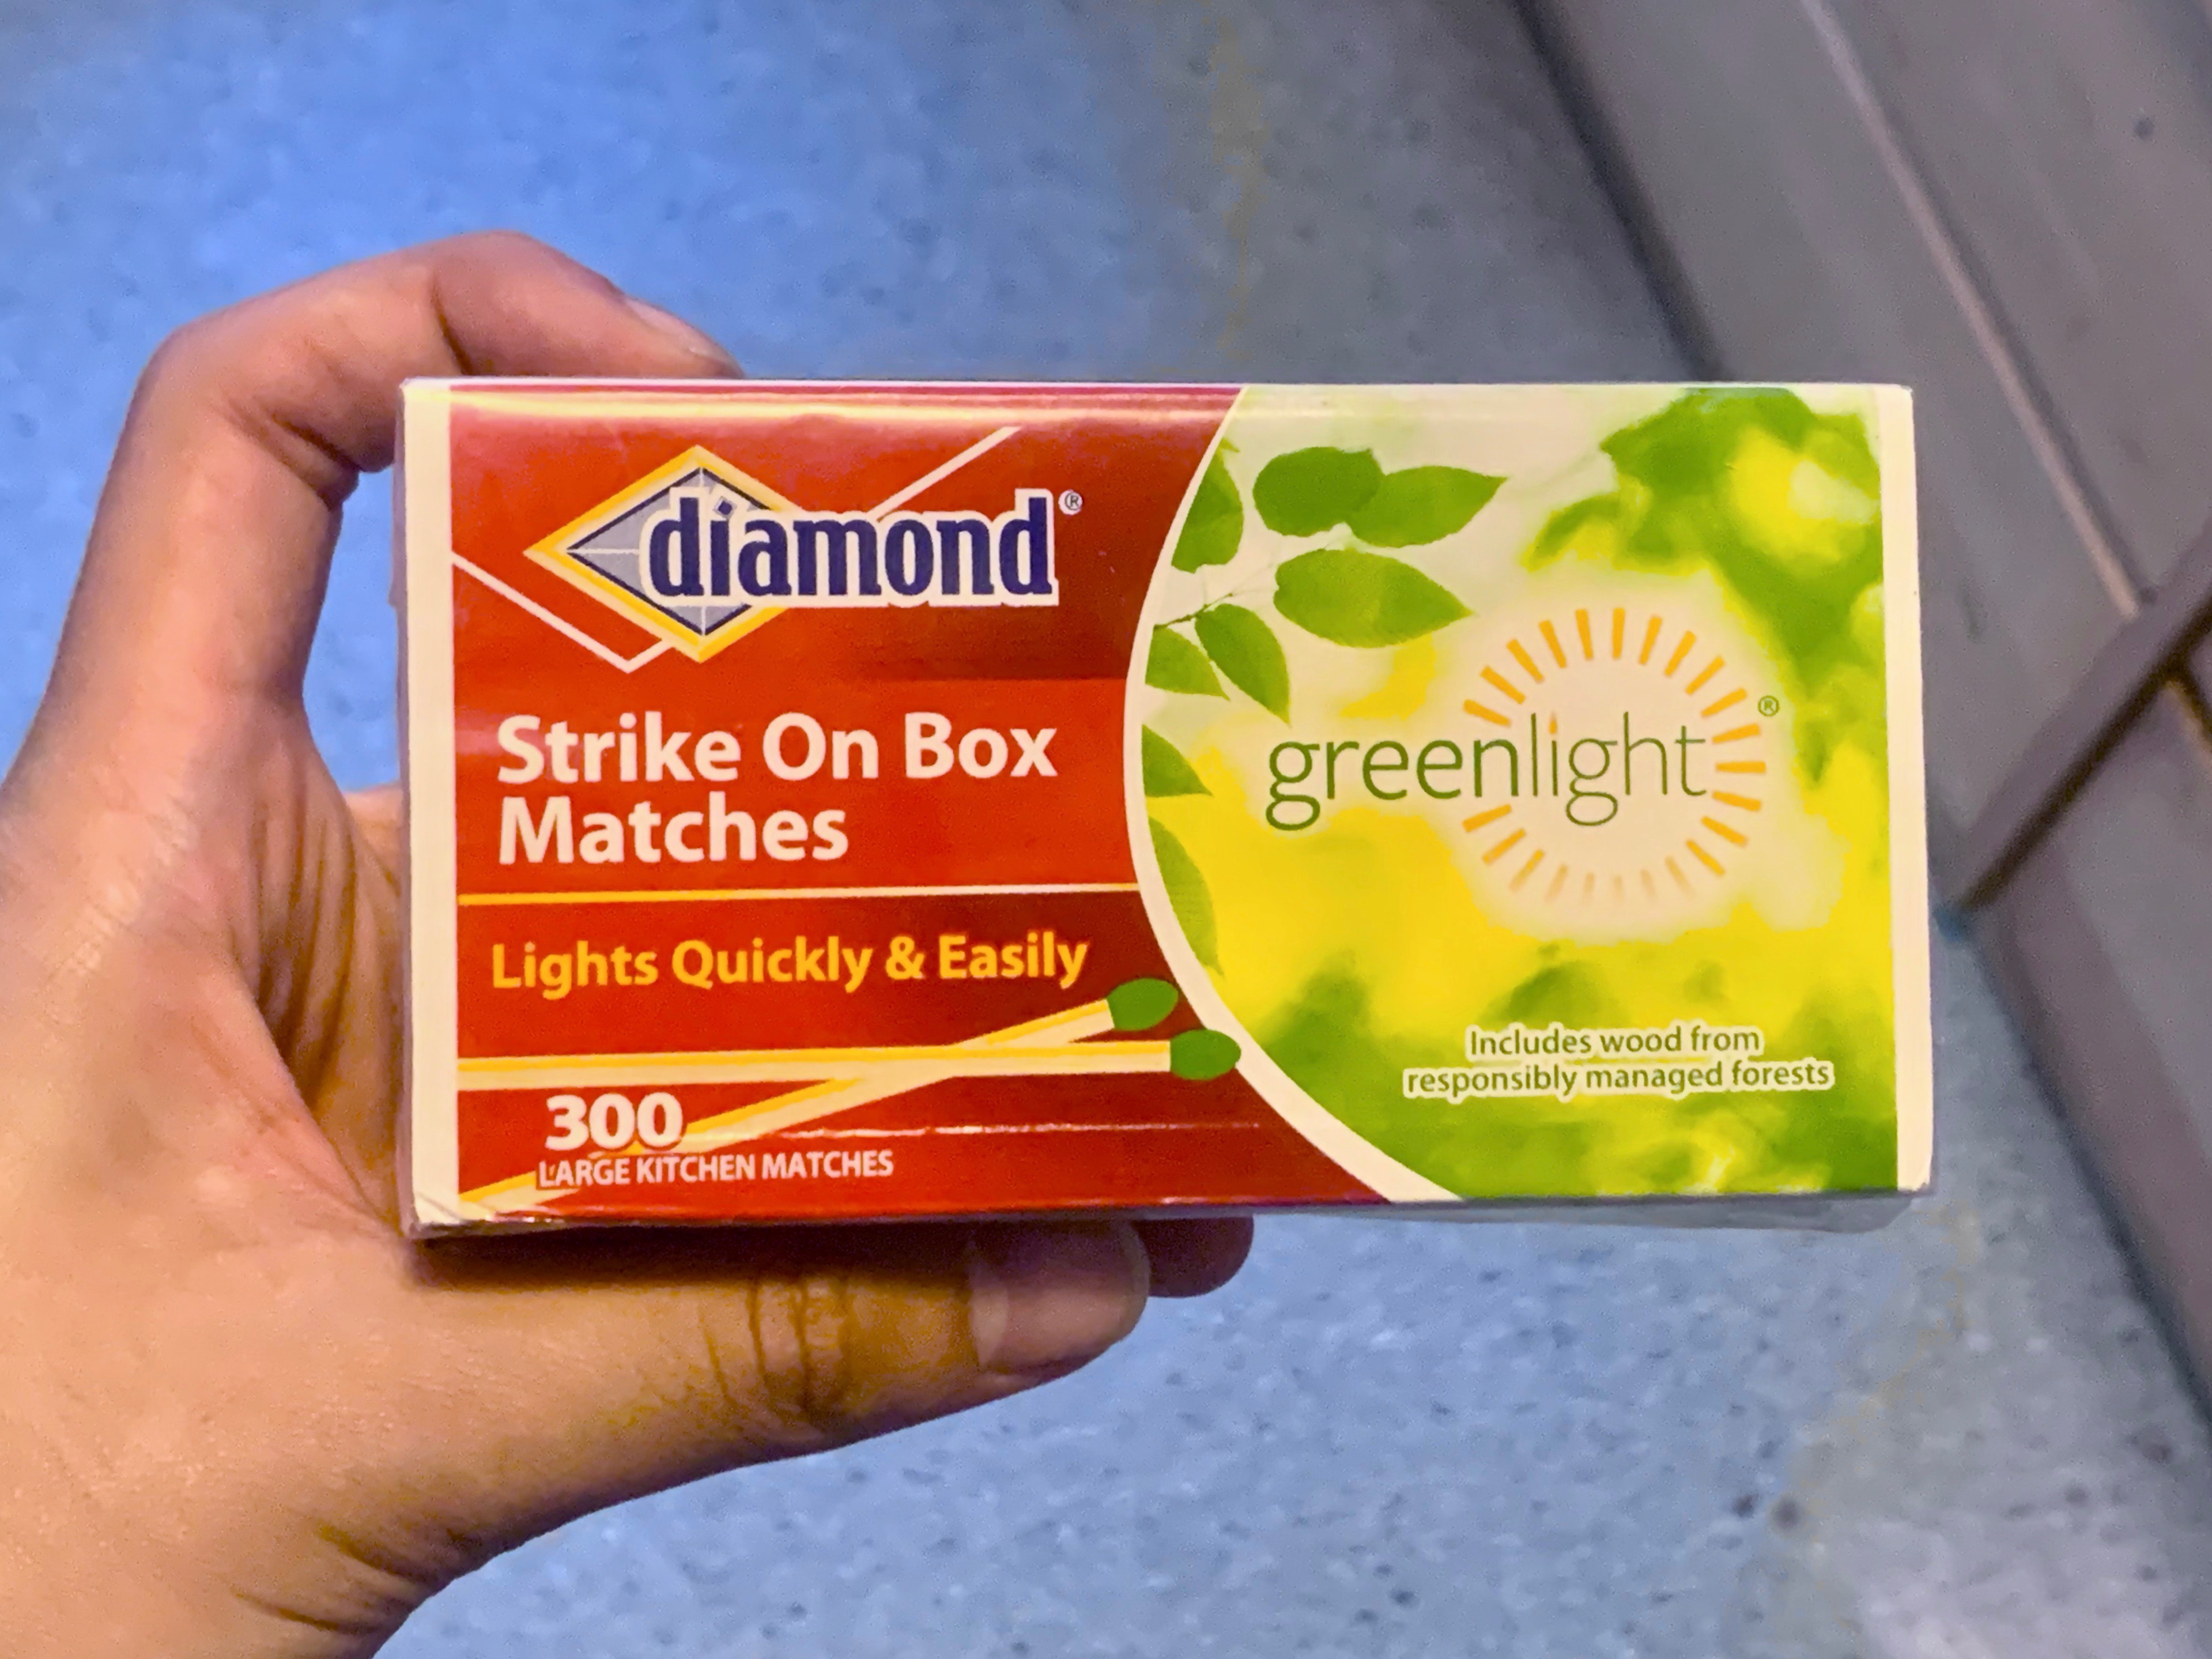 diamond®
Strike On Box
Matches
Lights Quickly & Easily
300
LARGE KITCHEN MATCHES
greenlight®
Includes wood from
responsibly managed forests